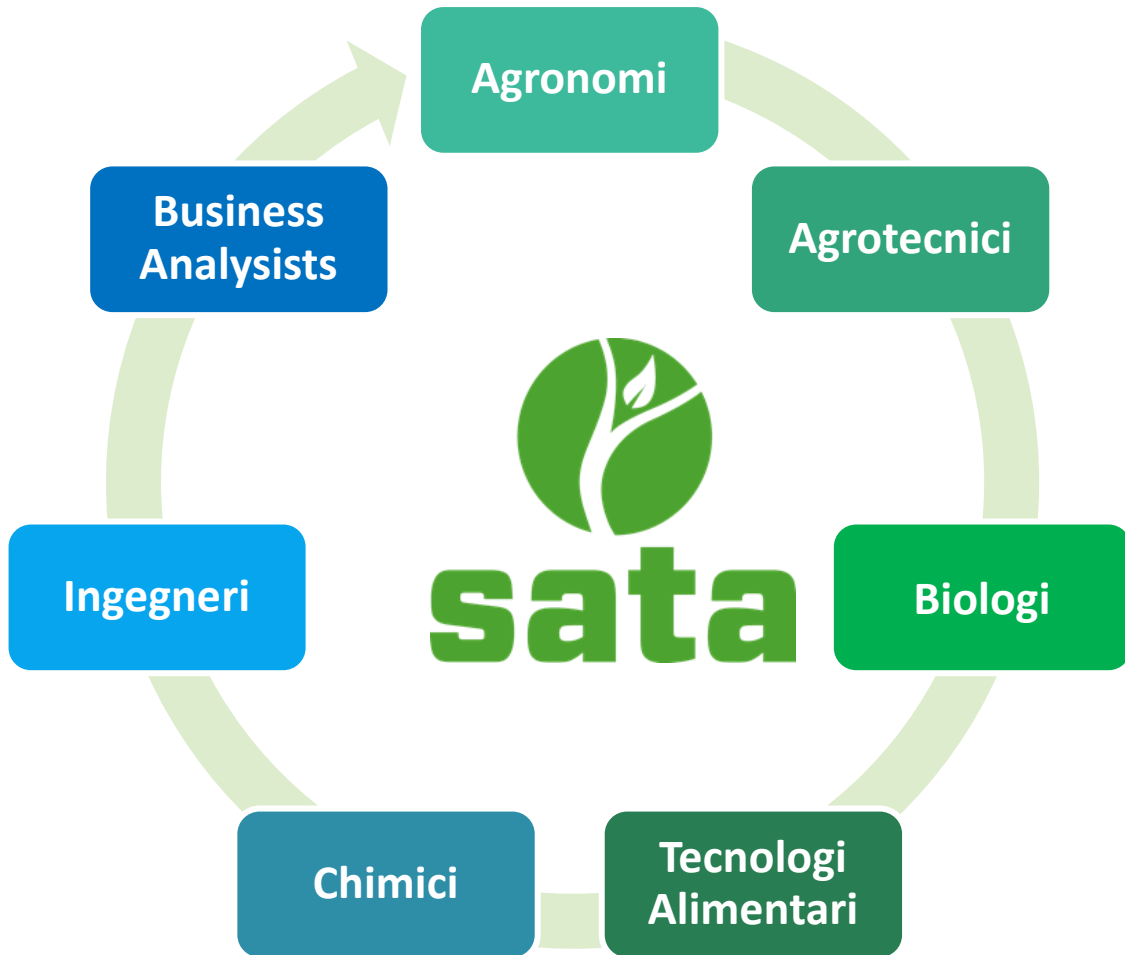 Agronomi
Agrotecnici
Biologi
Tecnologi
Alimentari
Chimici
Ingegneri
Business
Analysists
sata